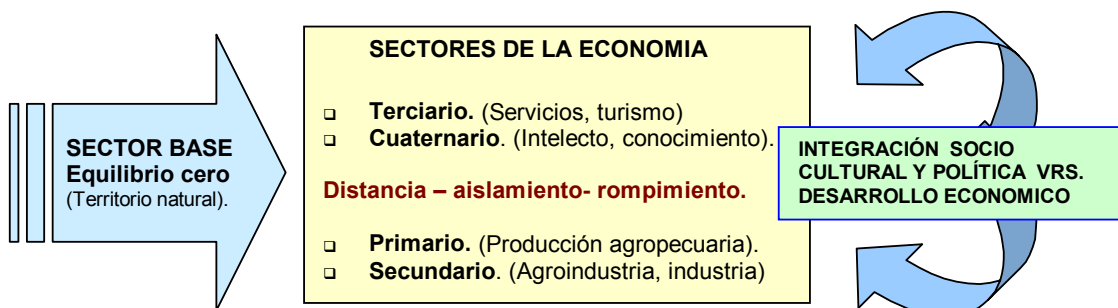 SECTOR BASE
Equilibrio cero
(Territorio natural).
SECTORES DE LA ECONOMIA
❑ Terciario. (Servicios, turismo)
❑ Cuaternario. (Intelecto, conocimiento).
Distancia – aislamiento- rompimiento.
❑ Primario. (Producción agropecuaria).
❑ Secundario. (Agroindustria, industria)
INTEGRACIÓN SOCIO
CULTURAL Y POLÍTICA VRS.
DESARROLLO ECONOMICO